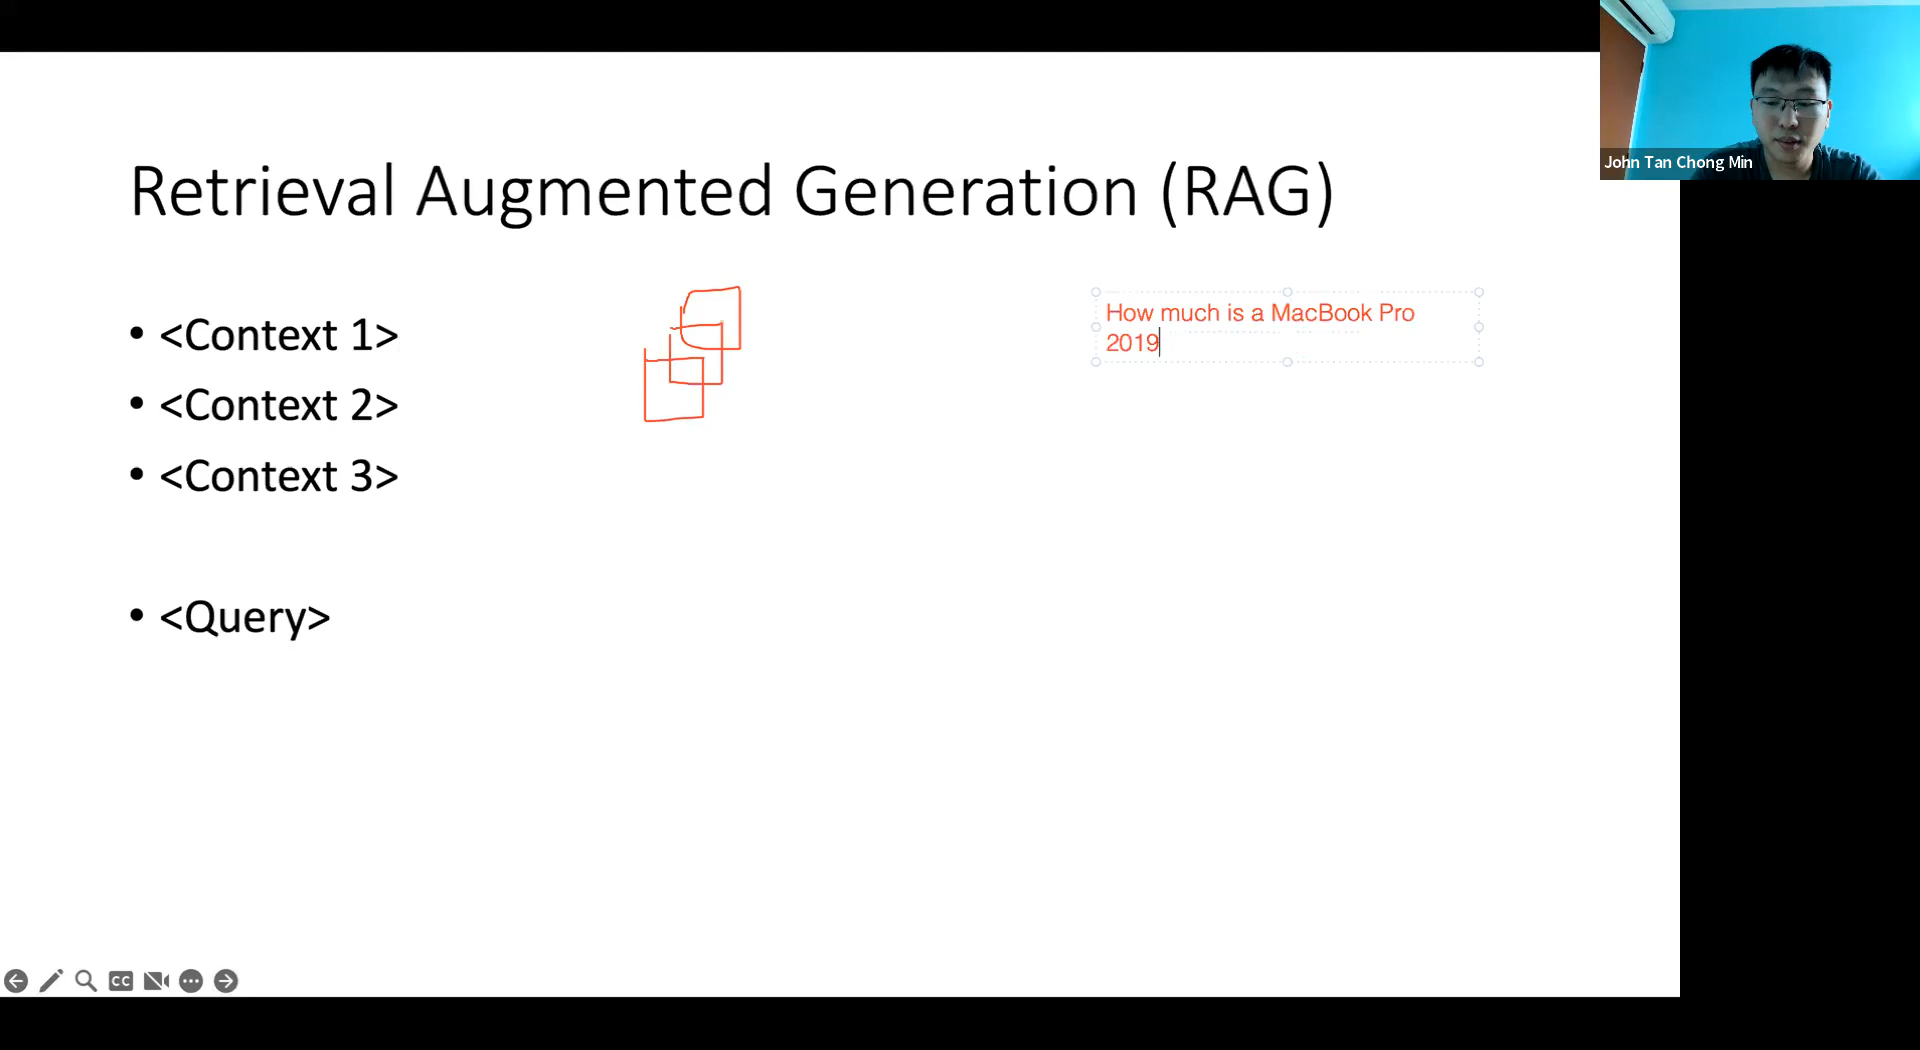 John Tan Chong Min
Retrieval Augmented Generation (RAG)
• <Context 1>
• <Context 2>
• <Context 3>
• <Query>
How much is a MacBook Pro
2019
CC